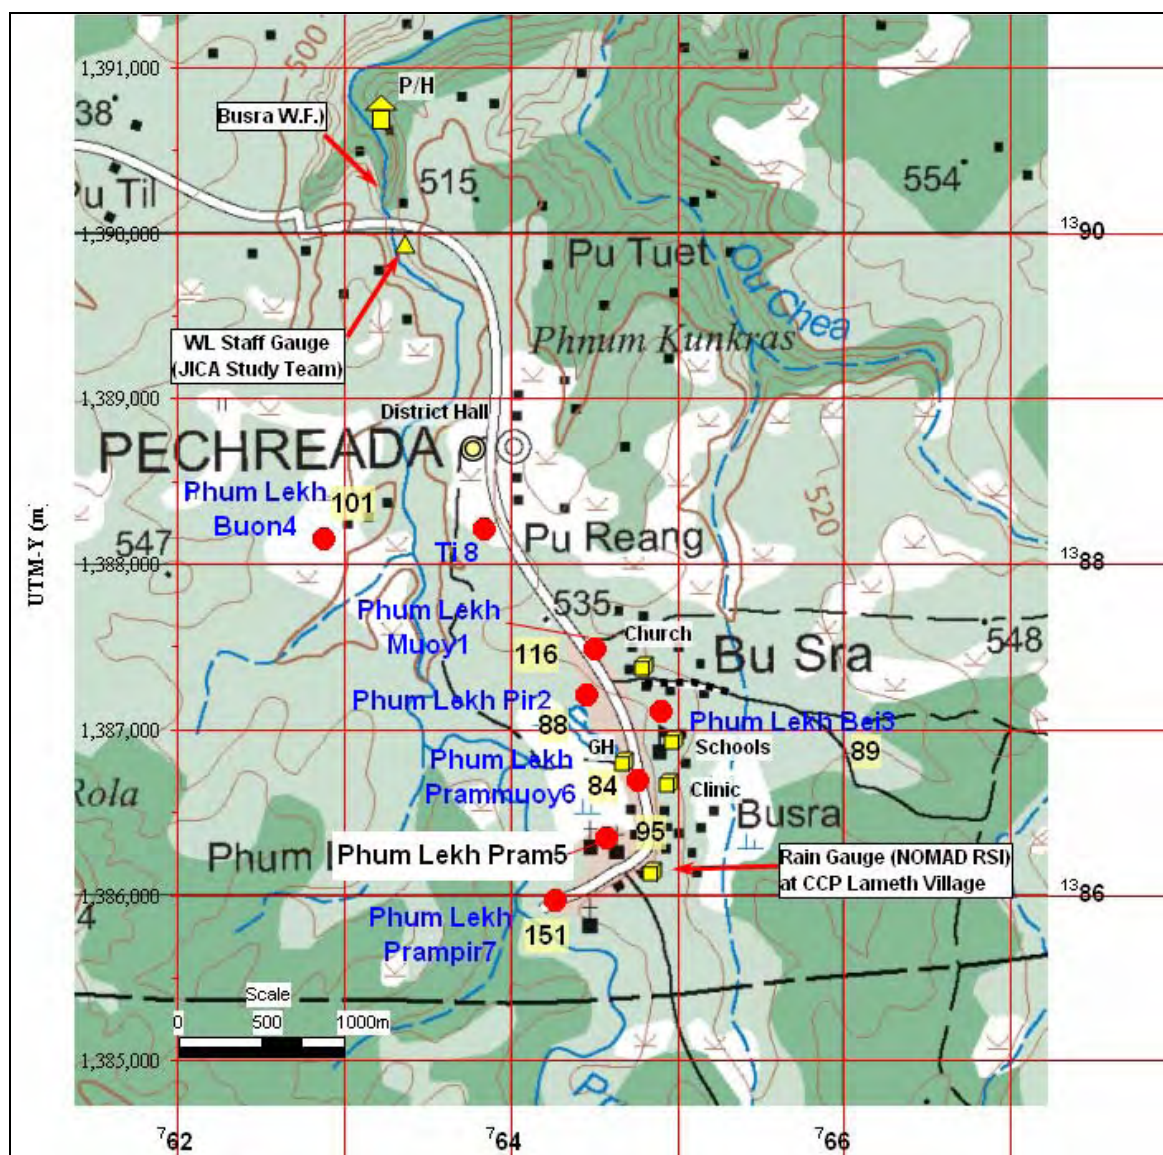 500
1,391,000
P/H
38
Busra W.F.)
515
554
Pu Til
1,390,000
¹³90
Pu Tuet
Ou Chea
WL Staff Gauge
(JICA Study Team)
Phnum Kunkras
1,389,000
District Hall
PECHREADA
Phum Lekh
Buon4
101
520
547
Ti 8
Pu Reang
1,388,000
¹³88
UTM-Y (m
Phum Lekh
Muoy1
535
548
116
Church
Bu Sra
Phum Lekh Pir2
88
Phum Lekh Bei3
1,387,000
GH
Schools
89
Phum Lekh
Prammuoy6
84
Clinic
Rola
Busra
95
Phum
Phum Lekh Pram5
Rain Gauge (NOMAD RSI)
at CCP Lameth Village
1,386,000
¹³86
4
Phum Lekh
Prampir7
151
Scale
0 500 1000m
1,385,000
⁷62
⁷64
⁷66